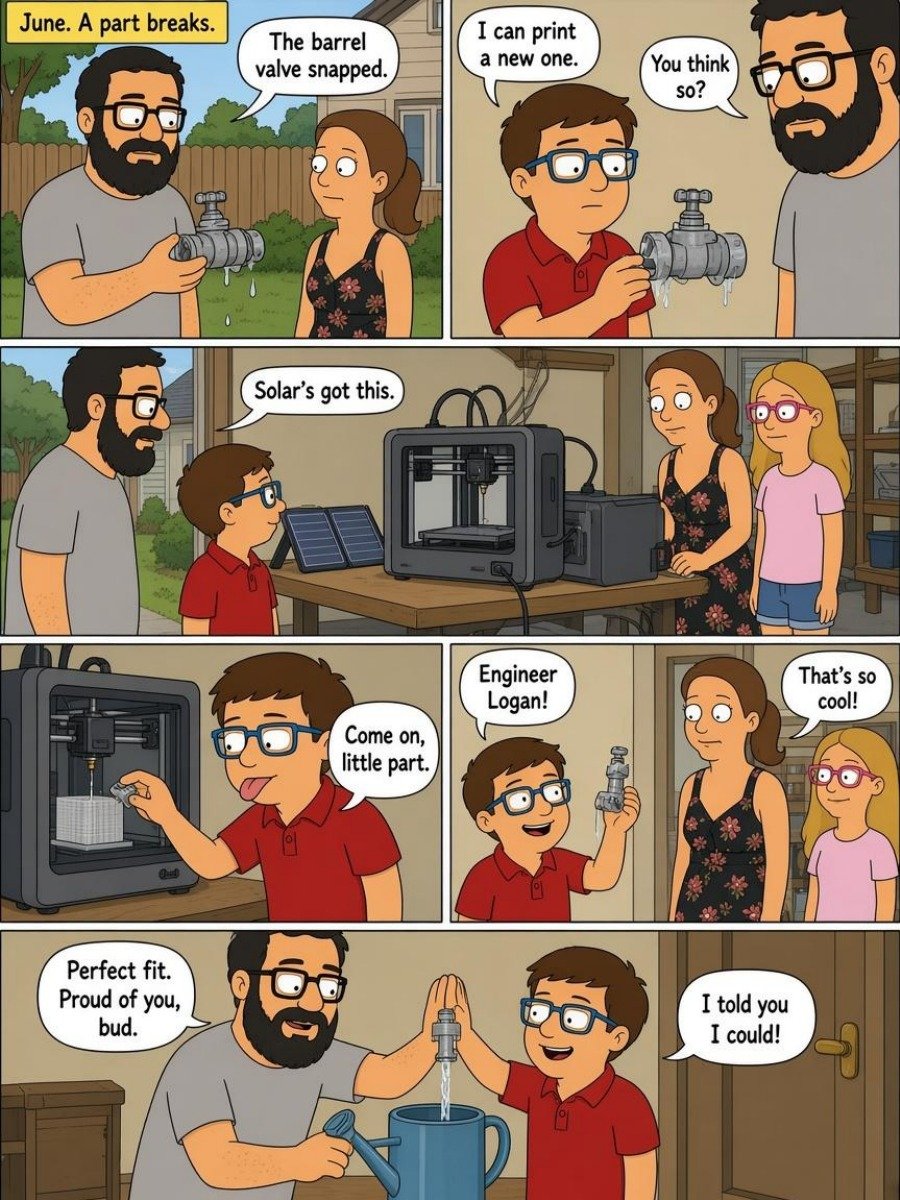 June. A part breaks.
The barrel
valve snapped.
I can print
a new one.
You think
so?
Solar's got this.
Come on,
little part.
Engineer
Logan!
That's so
cool!
Perfect fit.
Proud of you,
bud.
I told you
I could!